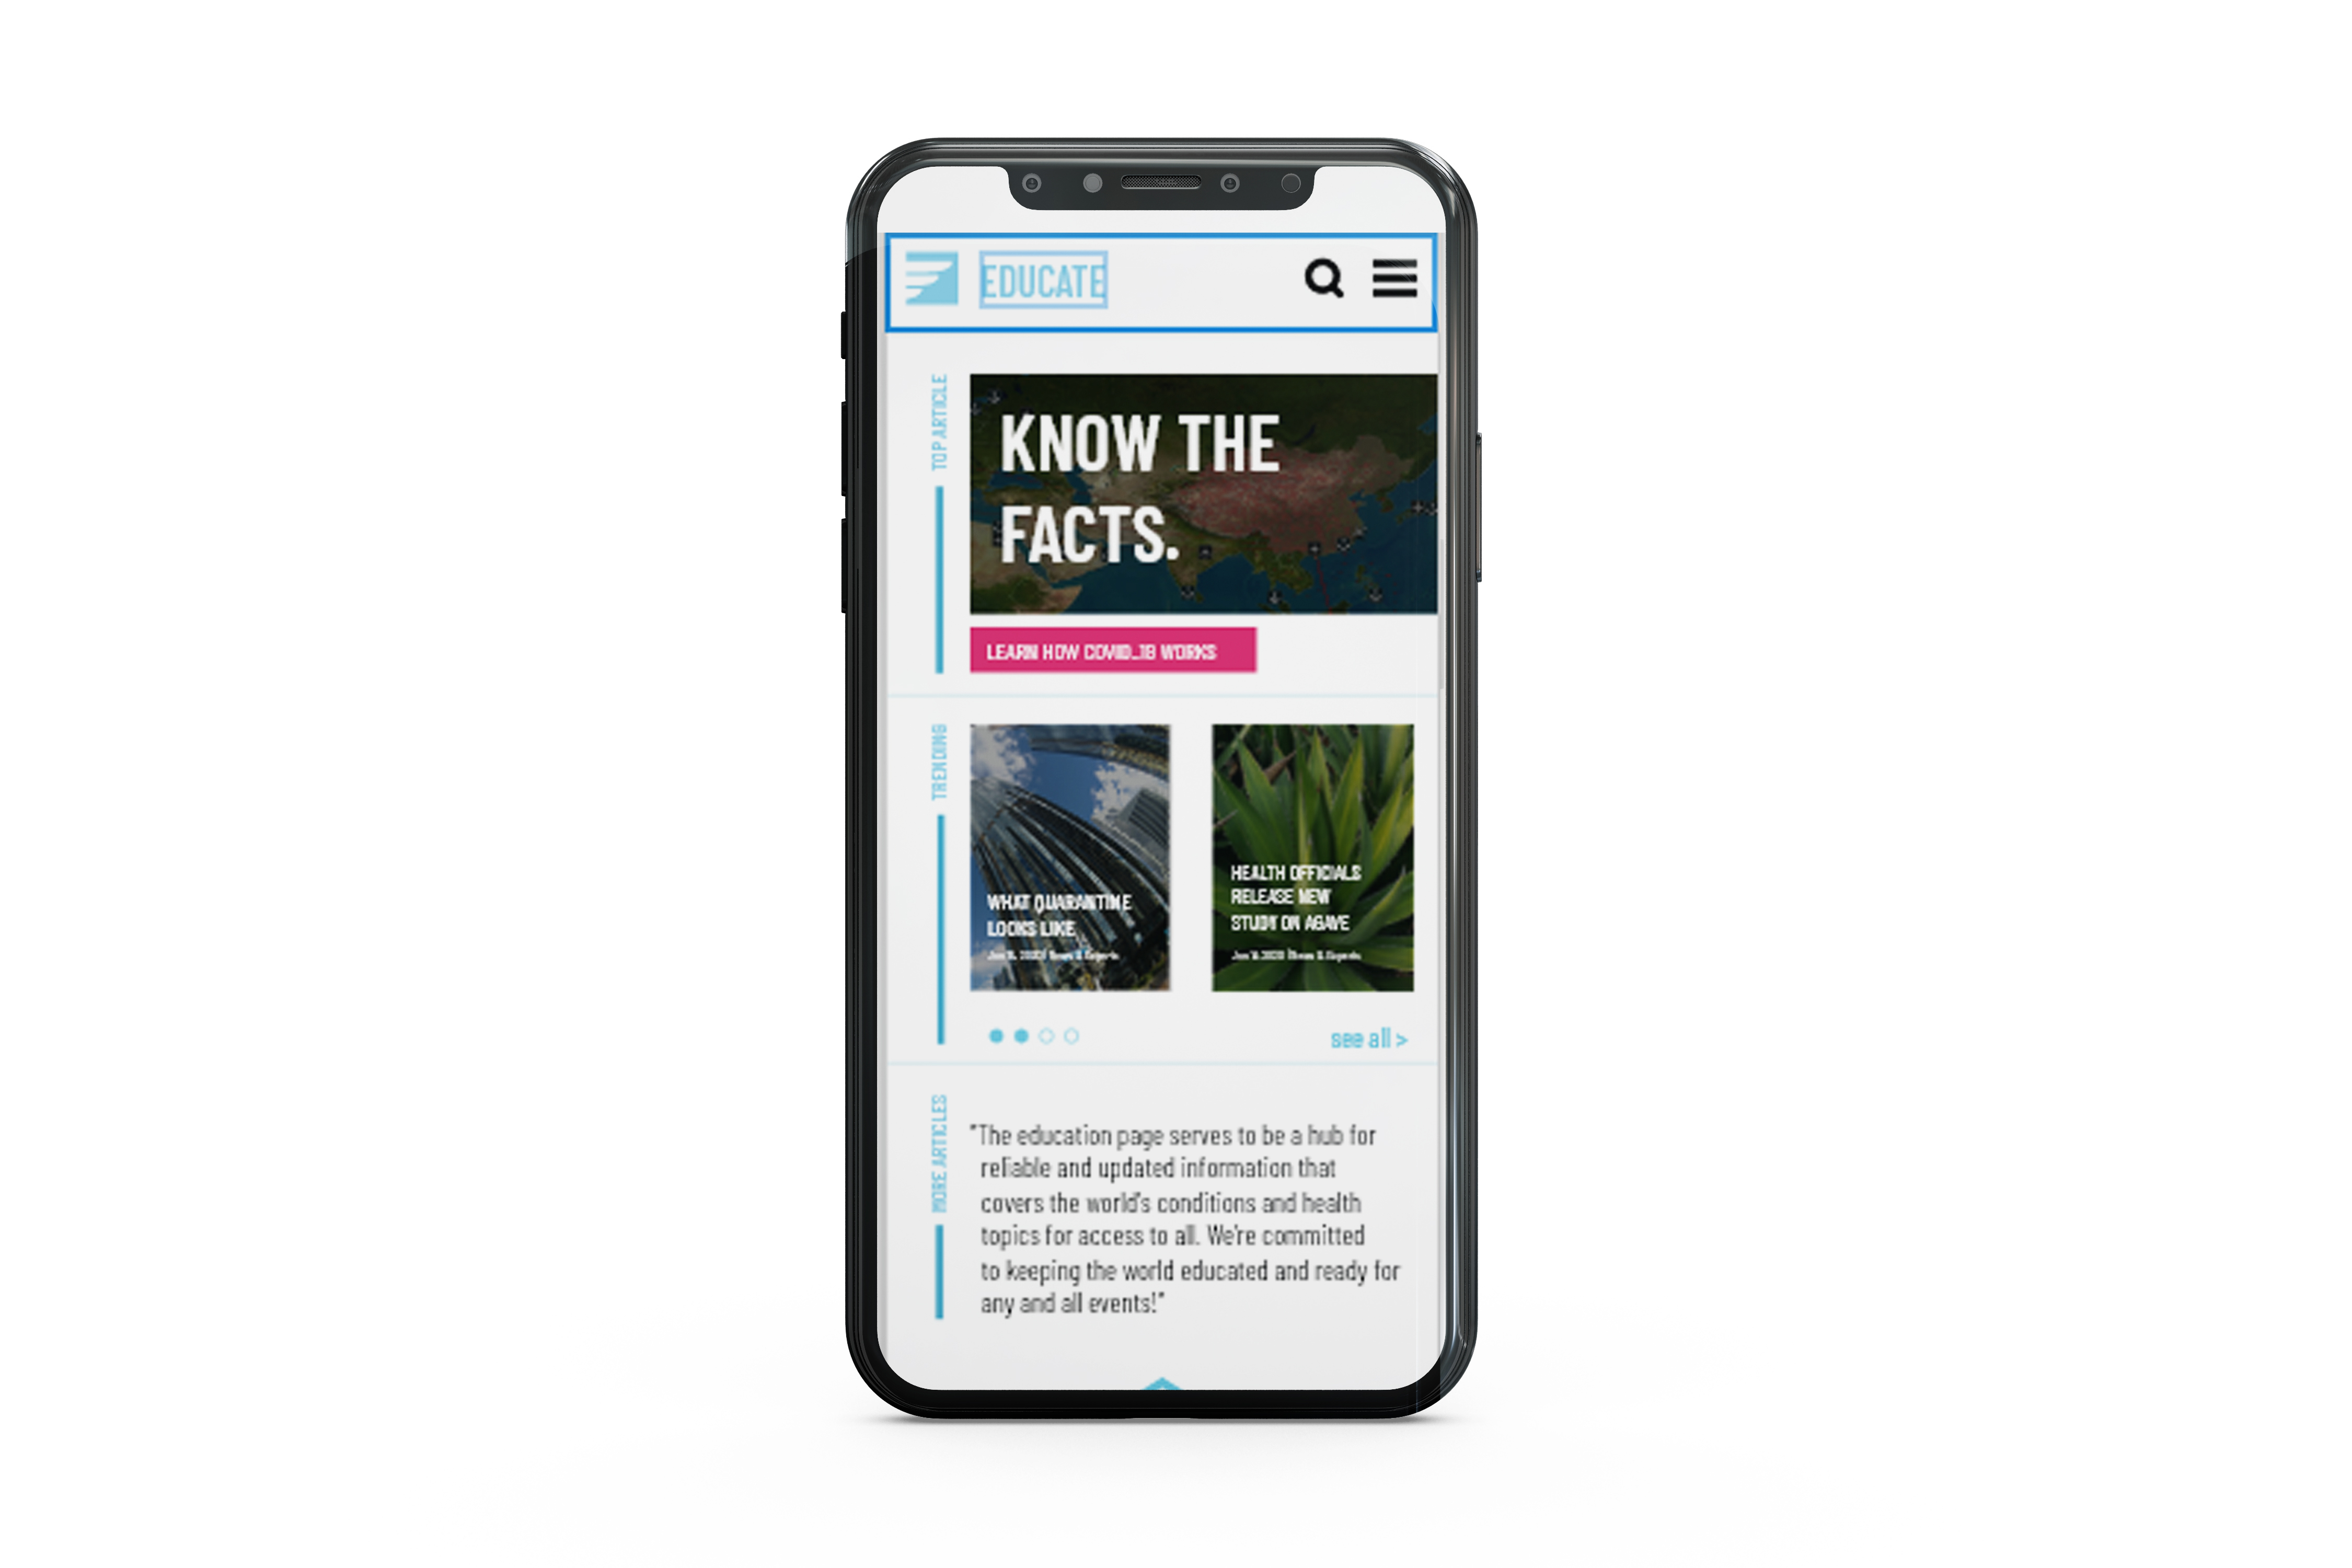 EDUCATE
TOP ARTICLE
KNOW THE
FACTS.
LEARN HOW COVID_19 WORKS
TRENDING
WHAT QUARANTINE
LOOKS LIKE
HEALTH OFFICIALS
RELEASE NEW
STUDY ON AGAVE
see all >
MORE ARTICLES
"The education page serves to be a hub for
reliable and updated information that
covers the world's conditions and health
topics for access to all. We're committed
to keeping the world educated and ready for
any and all events!"